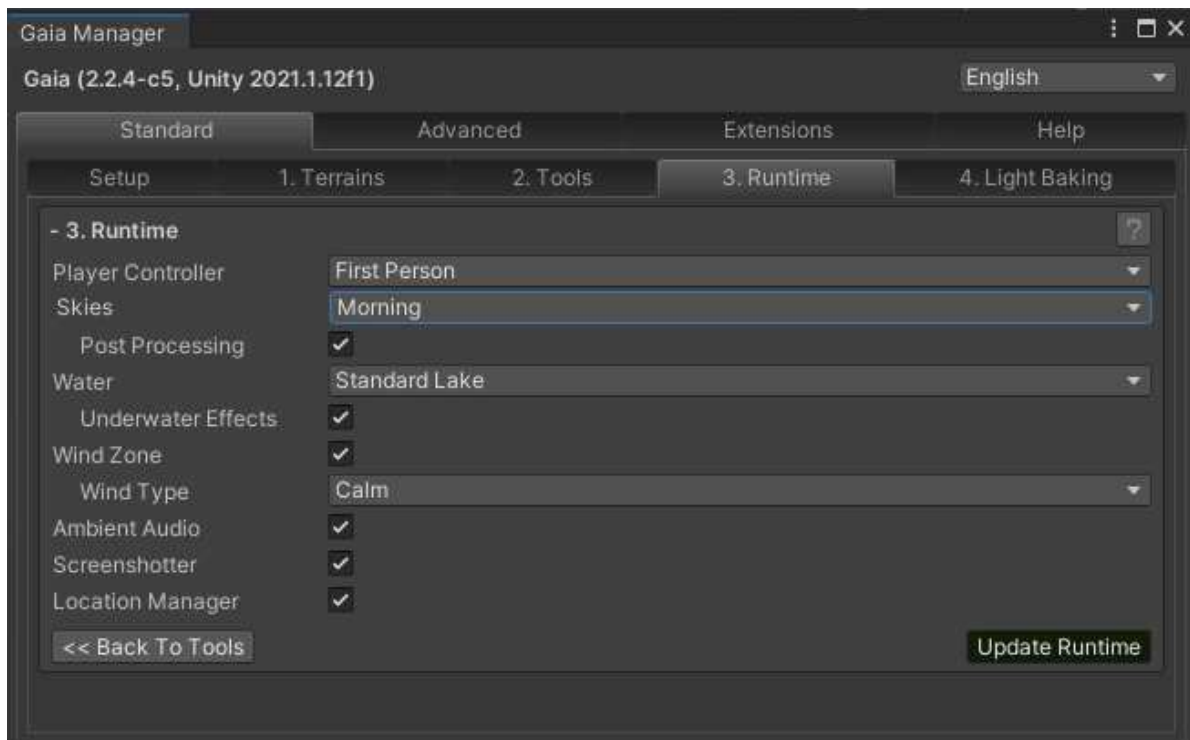 Gaia Manager
Gaia (2.2.4-c5, Unity 2021.1.12f1) English
Standard Advanced Extensions Help
Setup 1. Terrains 2. Tools 3. Runtime 4. Light Baking
- 3. Runtime ?
Player Controller First Person
Skies Morning
Post Processing
Water Standard Lake
Underwater Effects
Wind Zone
Wind Type Calm
Ambient Audio
Screenshotter
Location Manager
<< Back To Tools Update Runtime